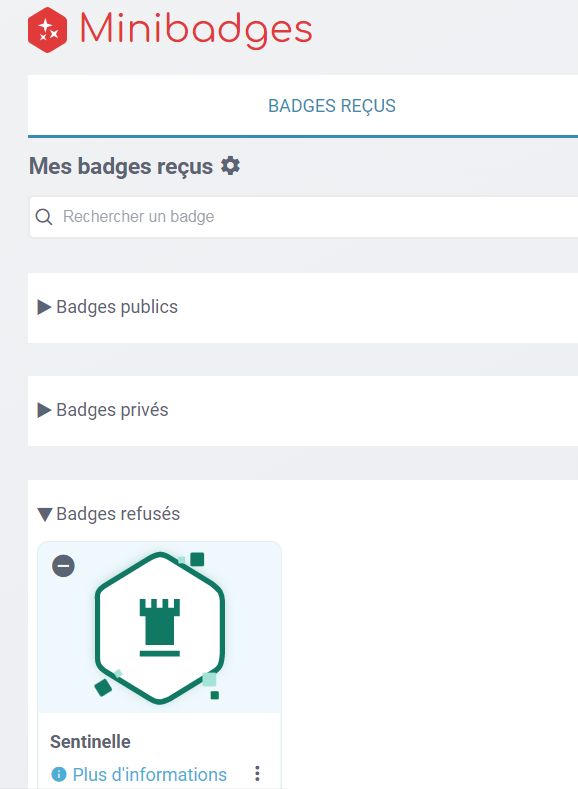 Minibadges
BADGES REÇUS
Mes badges reçus
Rechercher un badge
Badges publics
Badges privés
Badges refusés
Sentinelle
Plus d'informations